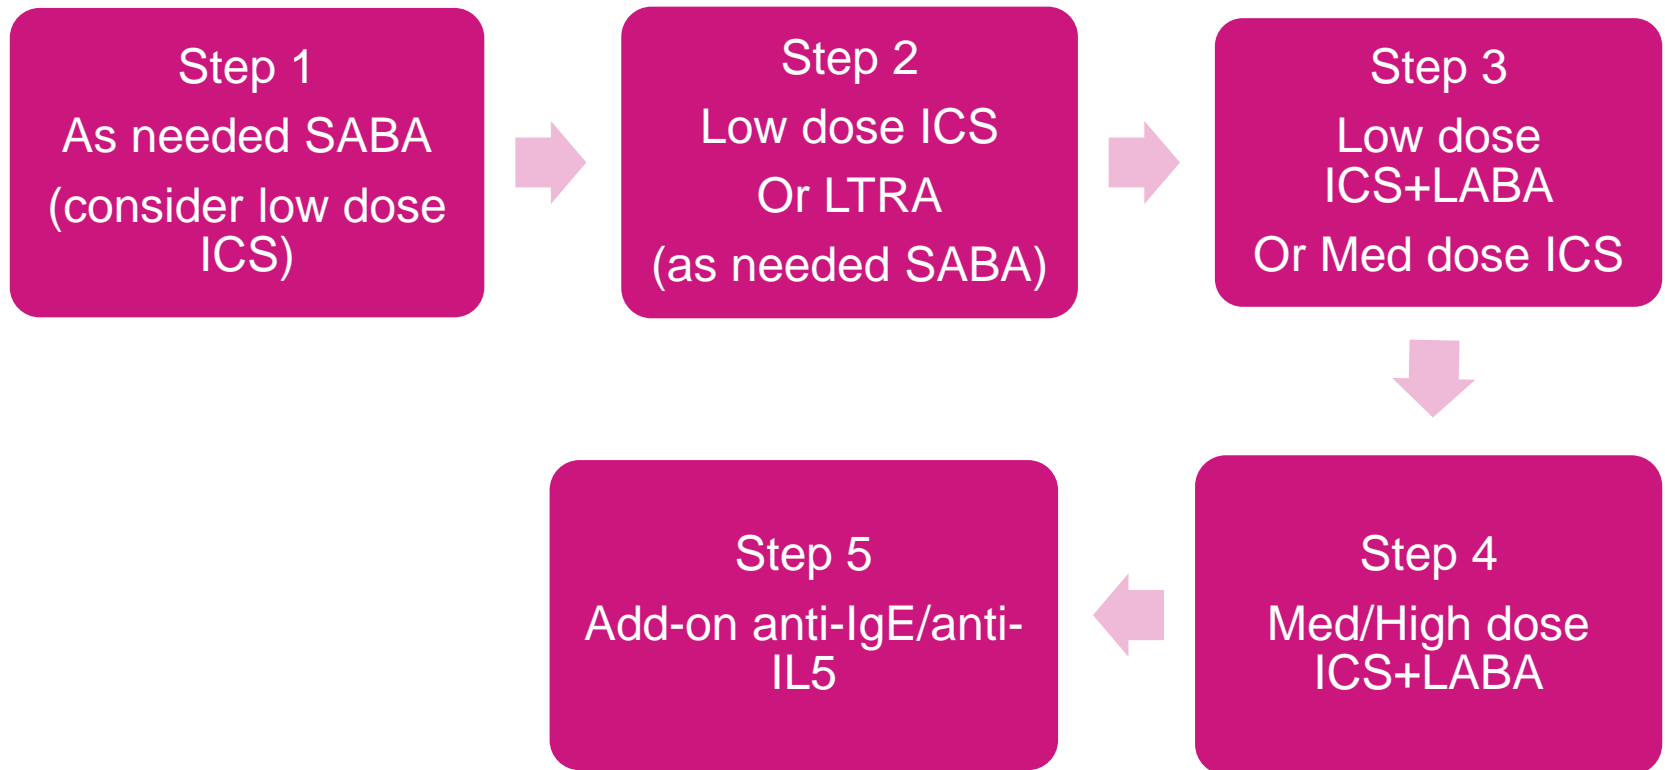 Step 1
As needed SABA
(consider low dose
ICS)
Step 2
Low dose ICS
Or LTRA
(as needed SABA)
Step 3
Low dose
ICS+LABA
Or Med dose ICS
Step 4
Med/High dose
ICS+LABA
Step 5
Add-on anti-IgE/anti-
IL5